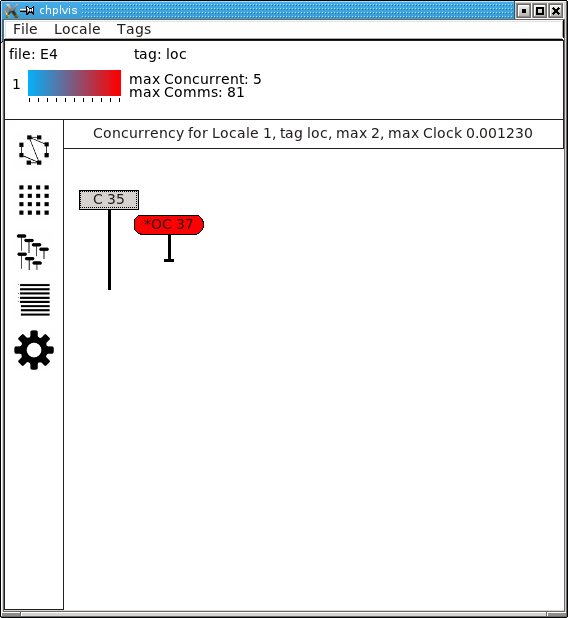 chplvis
File Locale Tags
file: E4 tag: loc
1
max Concurrent: 5
max Comms: 81
Concurrency for Locale 1, tag loc, max 2, max Clock 0.001230
C 35
*OC 37